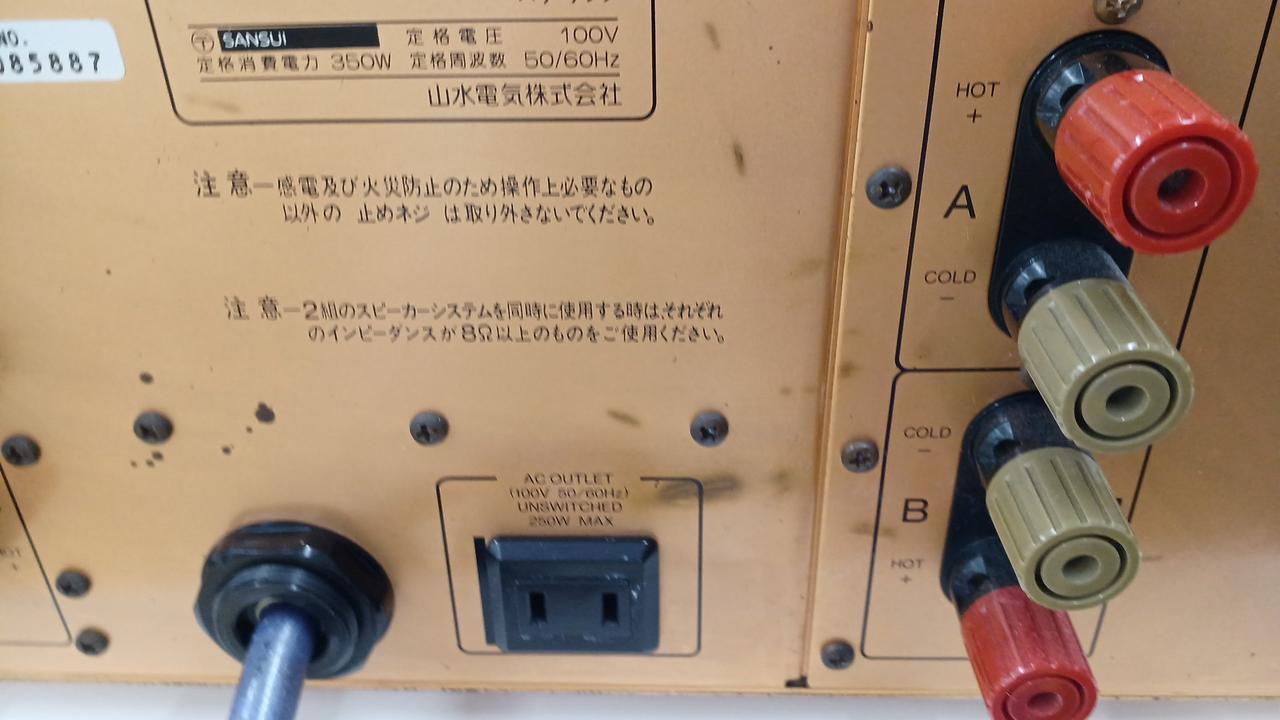 NO.
085887
〒 SANSUI 定格電圧 100V
定格消費電力 350W 定格周波数 50/60Hz
山水電気株式会社
注意―感電及び火災防止のため操作上必要なもの
以外の 止めネジ は取り外さないでください。
注意―2組のスピーカーシステムを同時に使用する時は、それぞれ
のインピーダンスが8Ω以上のものをご使用ください。
AC OUTLET
(100V 50/60Hz)
UNSWITCHED
250W MAX
HOT
+
A
COLD
−
COLD
−
B
HOT
+
HOT
+